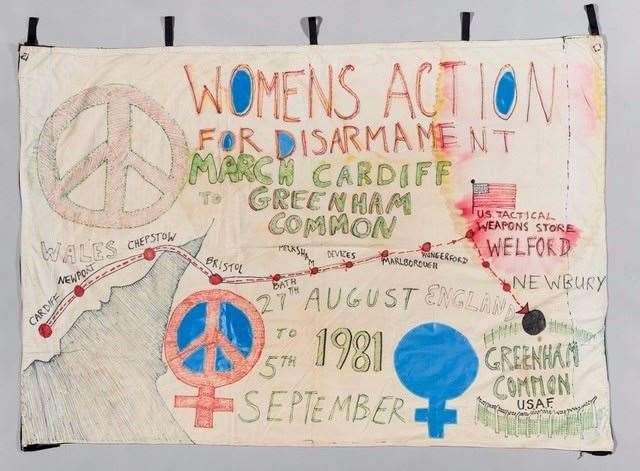 WOMENS ACTION
FOR DISARMAMENT
MARCH CARDIFF
TO GREENHAM
COMMON
U.S. TACTICAL
WEAPONS STORE
WELFORD
WALES
CARDIFF
NEWPORT
CHEPSTOW
BRISTOL
BATH
MELKSHAM
DEVIZES
MARLBOROUGH
HUNGERFORD
NEWBURY
27TH AUGUST
ENGLAND
TO
5TH
1981
SEPTEMBER
GREENHAM
COMMON
U.S.A.F.